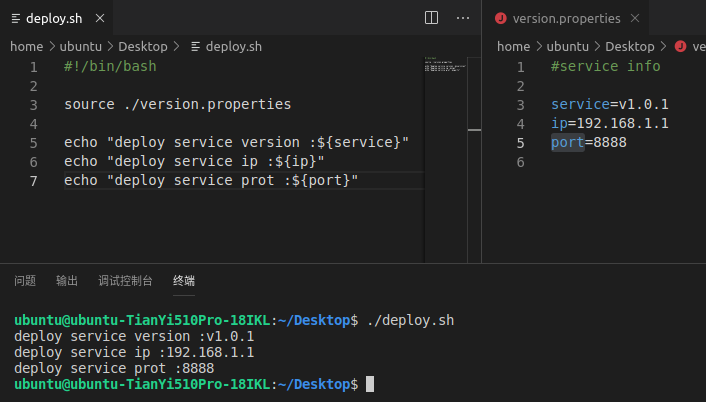 deploy.sh
home > ubuntu > Desktop > deploy.sh
1 #!/bin/bash
2
3 source ./version.properties
4
5 echo "deploy service version :${service}"
6 echo "deploy service ip :${ip}"
7 echo "deploy service prot :${port}"
version.properties
home > ubuntu > Desktop > ve
1 #service info
2
3 service=v1.0.1
4 ip=192.168.1.1
5 port=8888
6
问题 输出 调试控制台 终端
ubuntu@ubuntu-TianYi510Pro-18IKL:~/Desktop$ ./deploy.sh
deploy service version :v1.0.1
deploy service ip :192.168.1.1
deploy service prot :8888
ubuntu@ubuntu-TianYi510Pro-18IKL:~/Desktop$